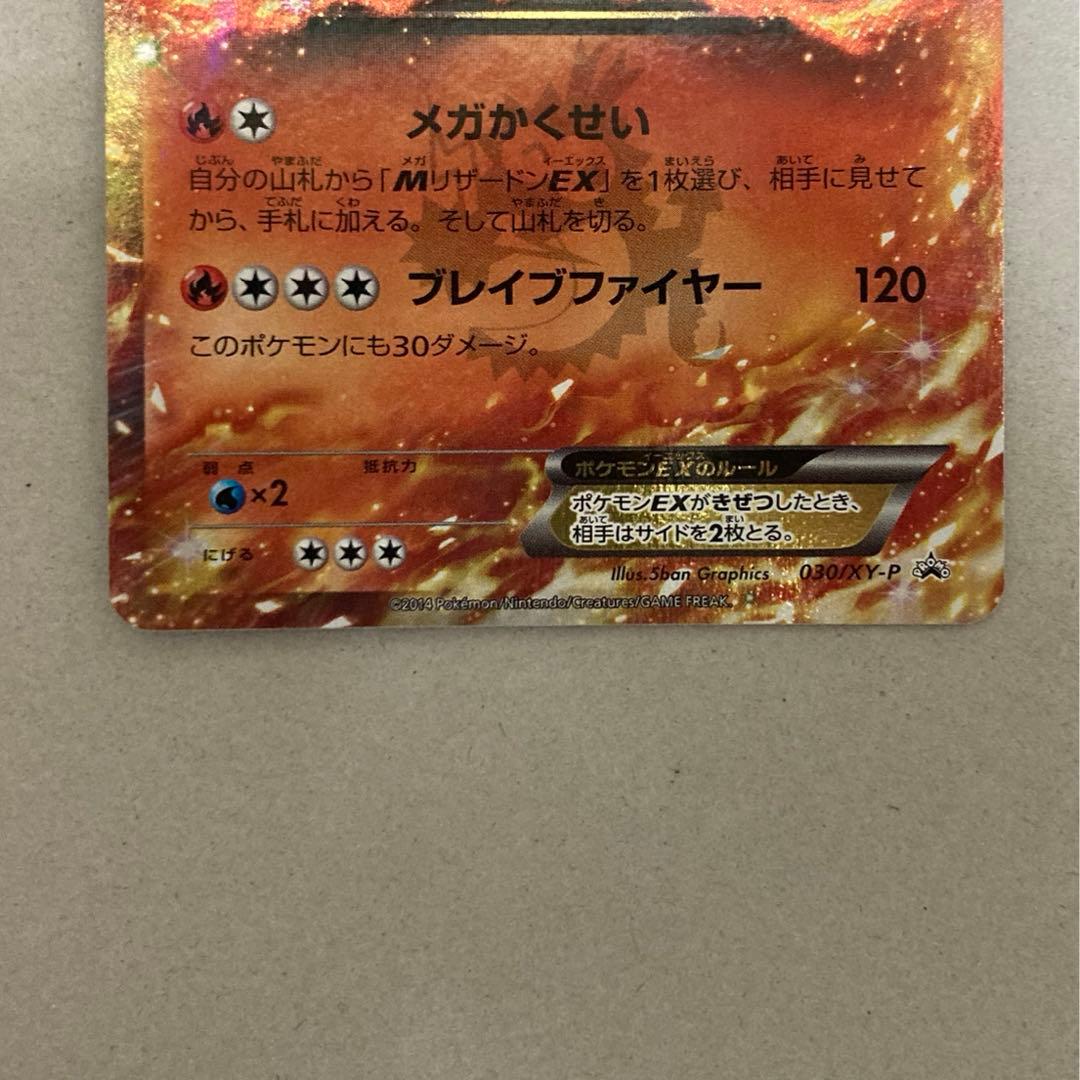 メガかくせい
自分の山札から「MリザードンEX」を1枚選び、相手に見せて
から、手札に加える。そして山札を切る。
ブレイブファイヤー 120
このポケモンにも30ダメージ。
弱点 抵抗力
×2
にげる
ポケモンEXのルール
ポケモンEXがきぜつしたとき、
相手はサイドを2枚とる。
Illus.5ban Graphics 030/XY-P PROMO
©2014 Pokémon/Nintendo/Creatures/GAME FREAK.